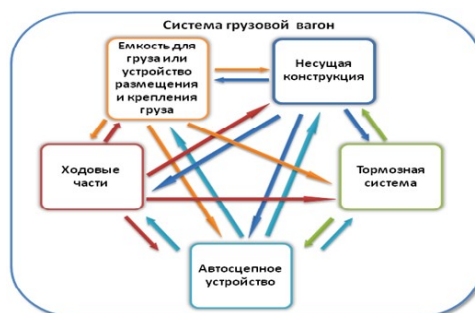 Система грузовой вагон
Емкость для
груза или
устройство
размещения
и крепления
груза
Несущая
конструкция
Ходовые
части
Тормозная
система
Автосцепное
устройство